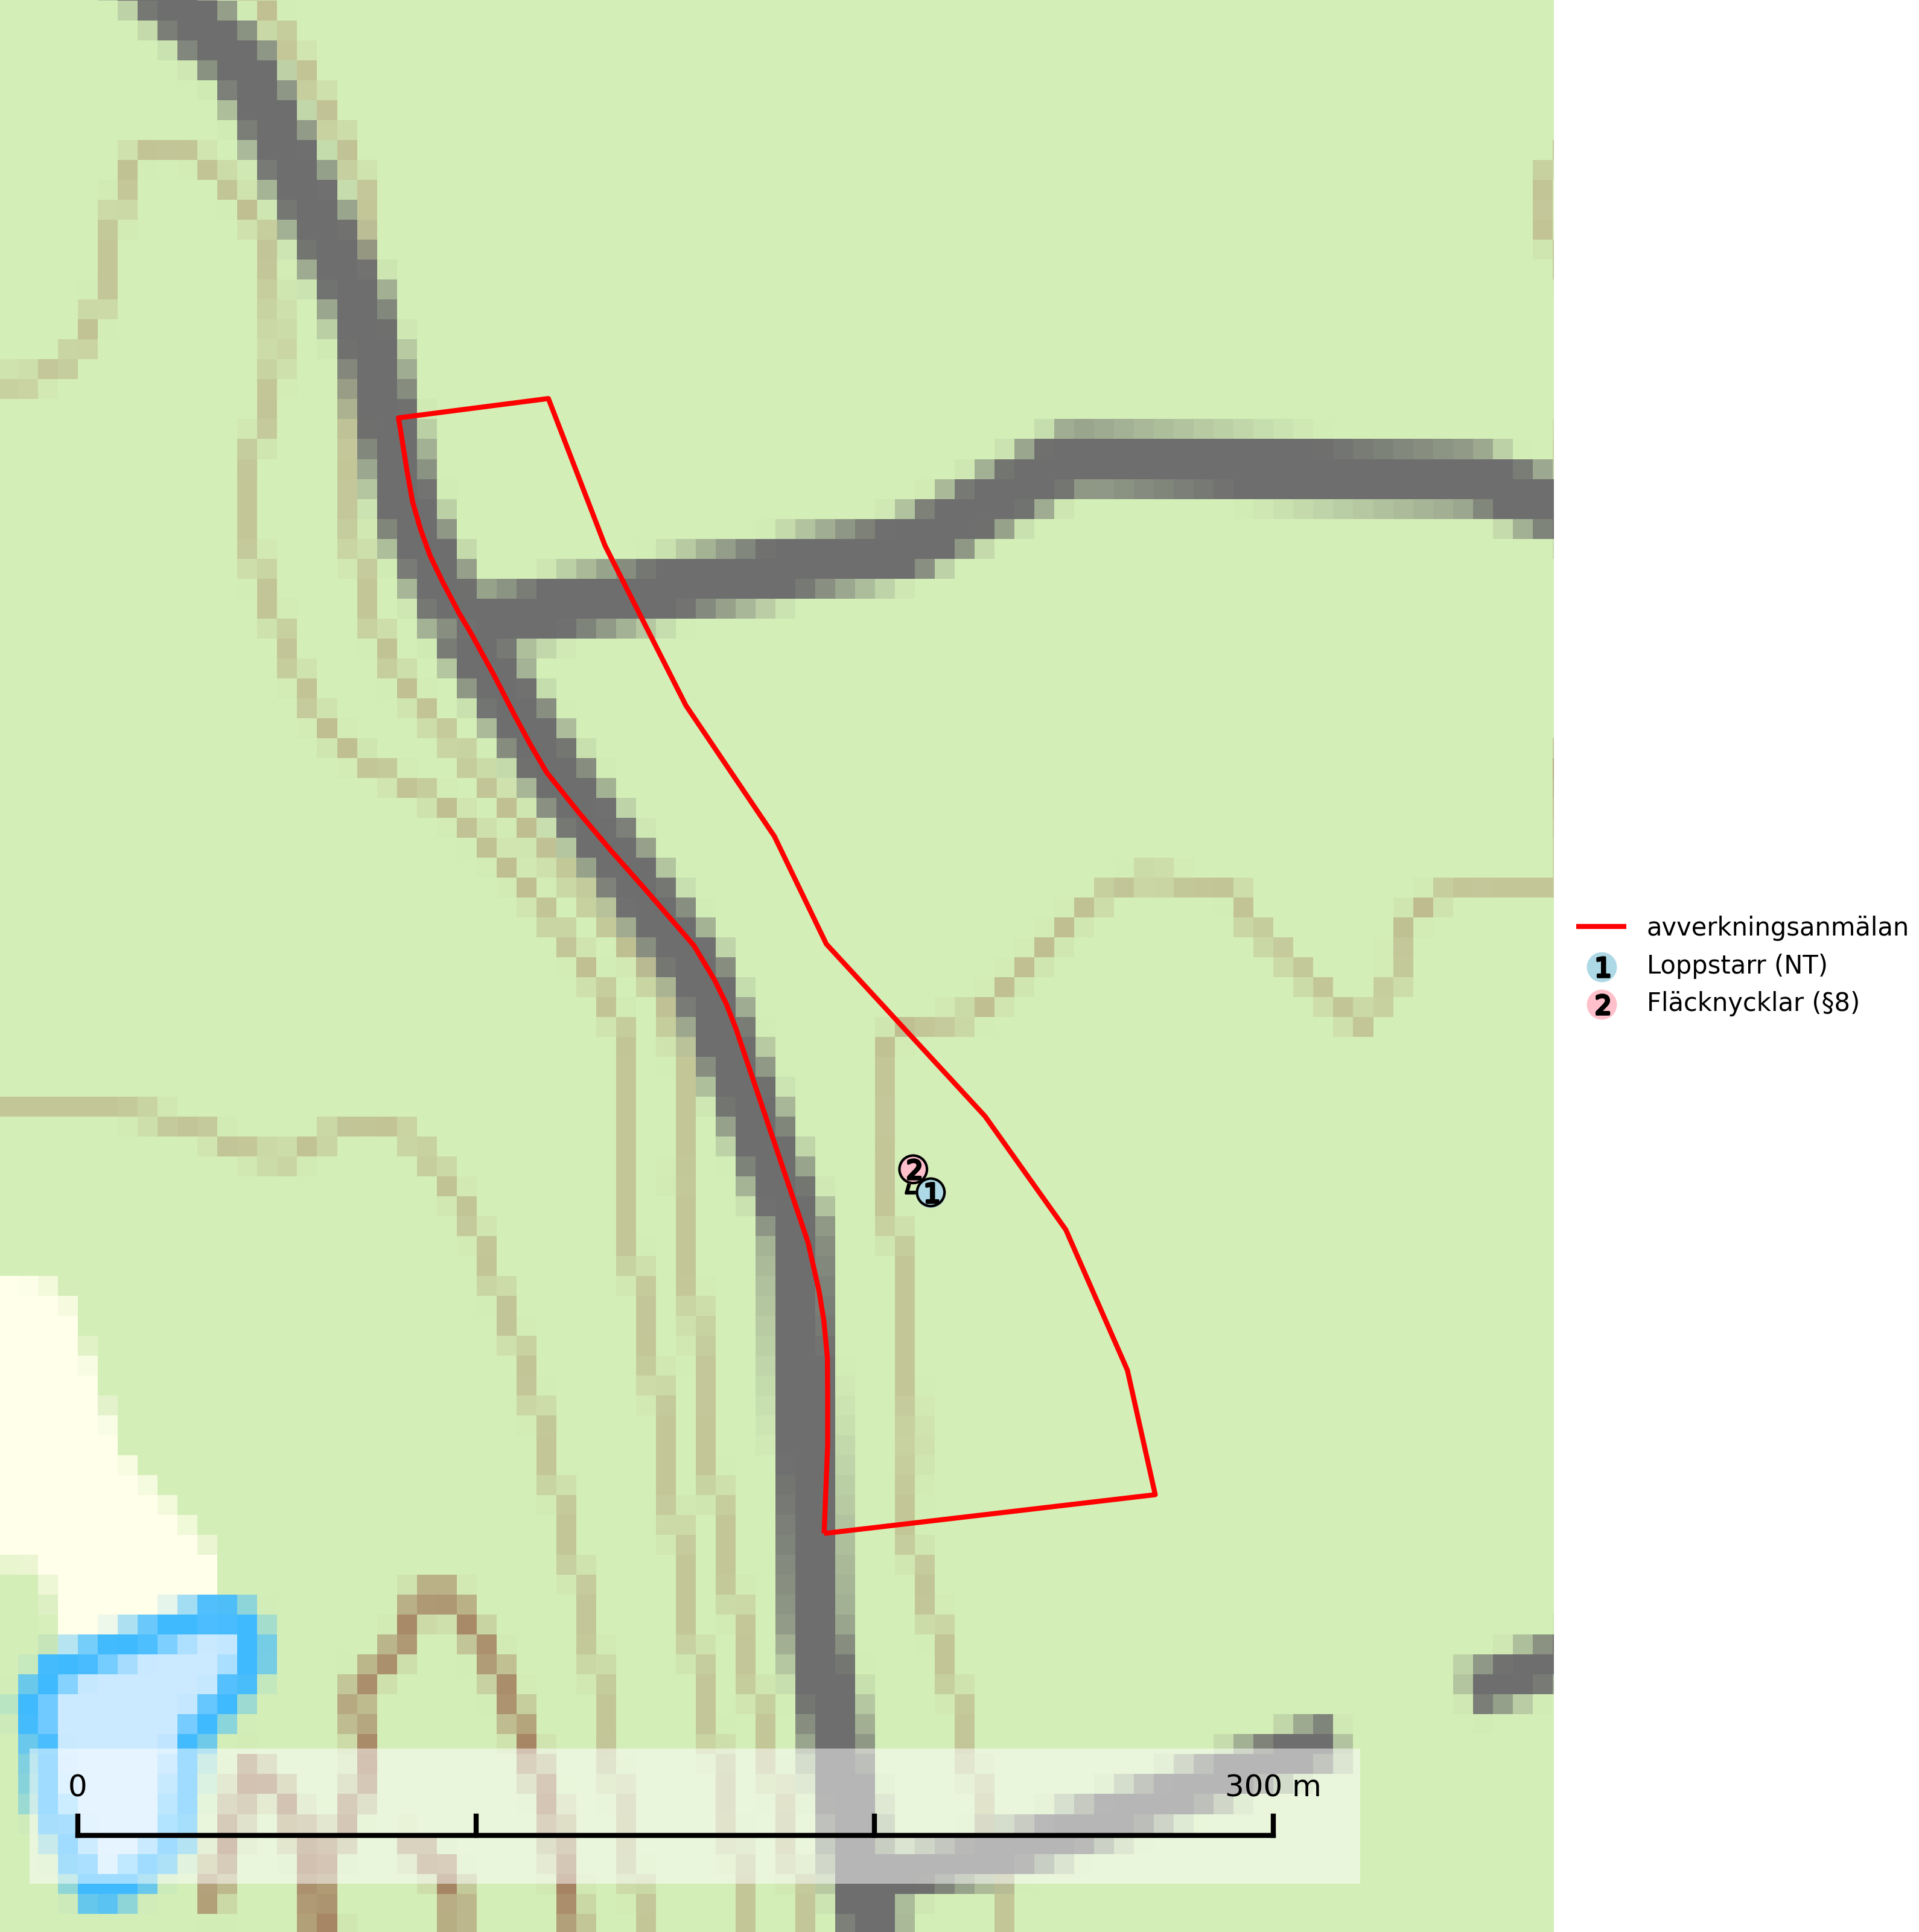 avverkningsanmälan
1 Loppstarr (NT)
2 Fläcknycklar (§8)
2
1
0 300 m